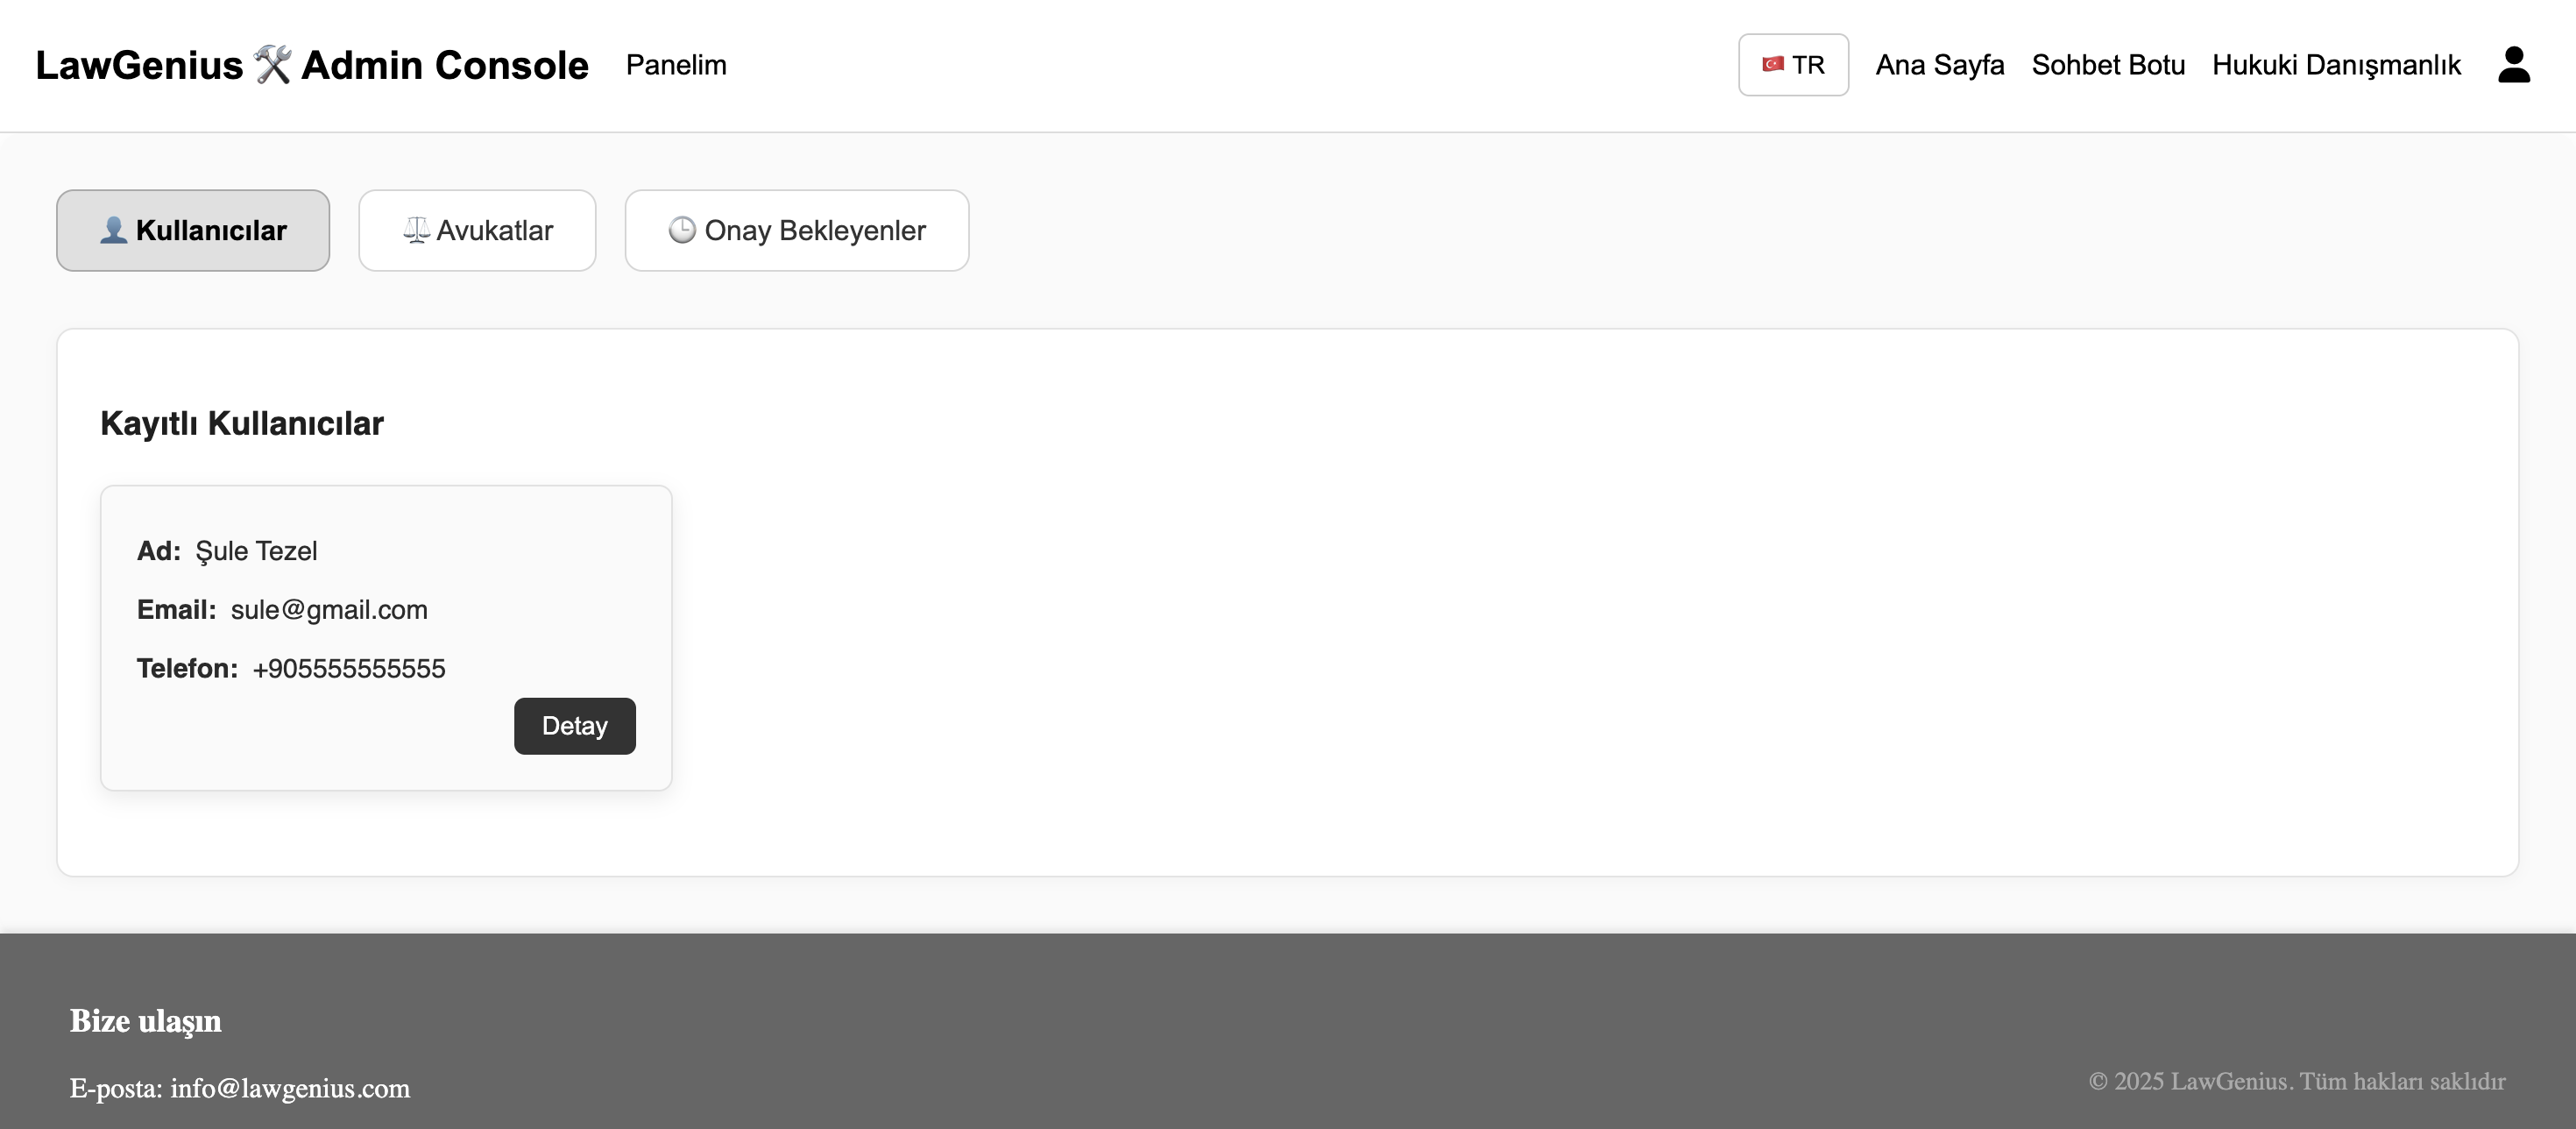 LawGenius 🛠️ Admin Console Panelim 🇹🇷 TR Ana Sayfa Sohbet Botu Hukuki Danışmanlık
👤 Kullanıcılar ⚖️ Avukatlar 🕒 Onay Bekleyenler
Kayıtlı Kullanıcılar
Ad: Şule Tezel
Email: sule@gmail.com
Telefon: +905555555555
Detay
Bize ulaşın
E-posta: info@lawgenius.com
© 2025 LawGenius. Tüm hakları saklıdır